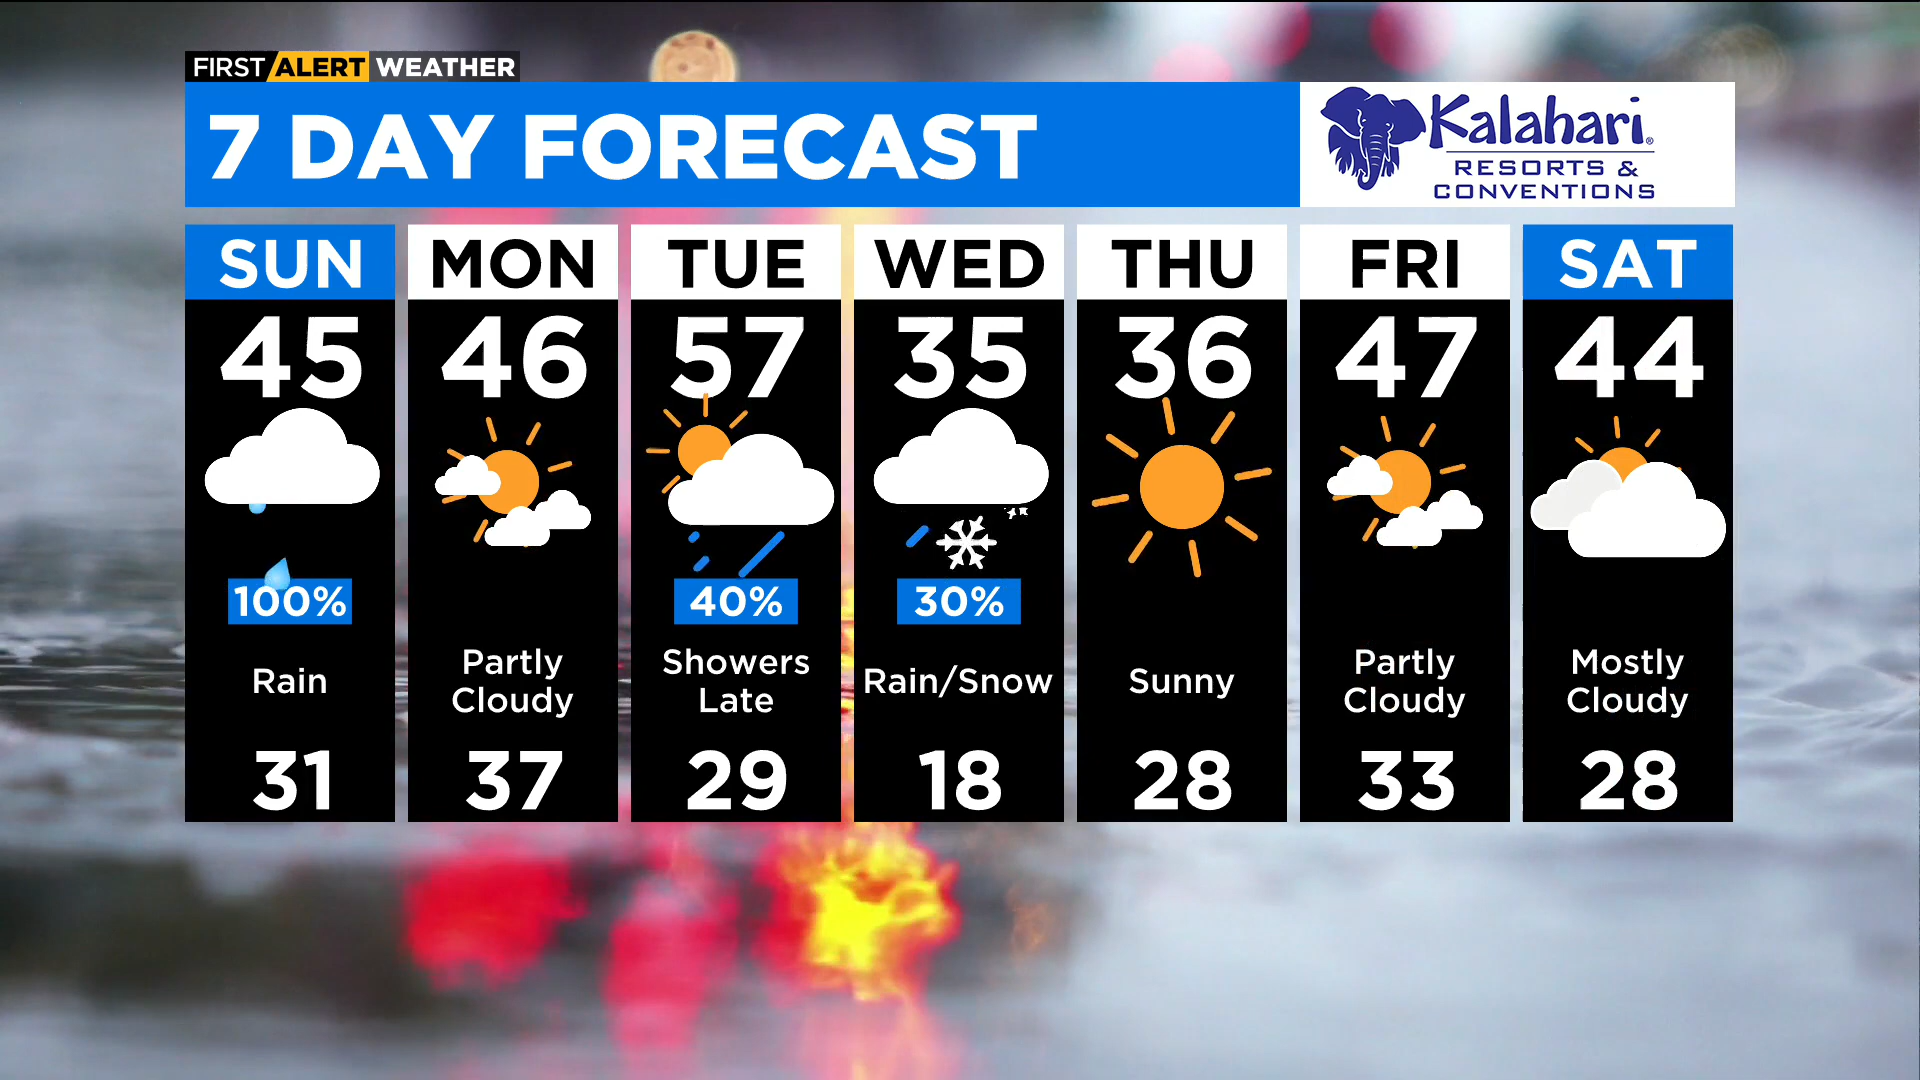 FIRST ALERT WEATHER
7 DAY FORECAST
Kalahari®
RESORTS &
CONVENTIONS
SUN
45
100%
Rain
31
MON
46
Partly
Cloudy
37
TUE
57
40%
Showers
Late
29
WED
35
30%
Rain/Snow
18
THU
36
Sunny
28
FRI
47
Partly
Cloudy
33
SAT
44
Mostly
Cloudy
28